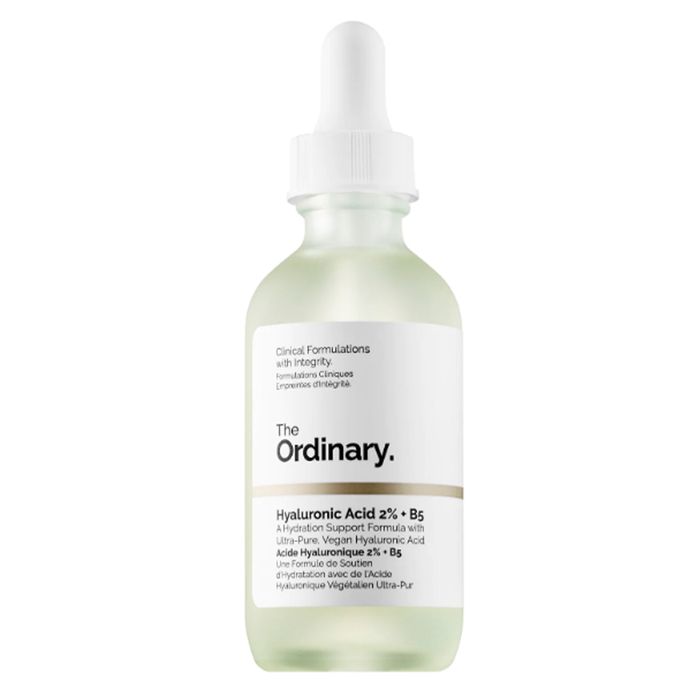 Clinical Formulations
with Integrity.
Formulations Cliniques
Empreintes d'Intégrité.
The
Ordinary.
Hyaluronic Acid 2% + B5
A Hydration Support Formula with
Ultra-Pure, Vegan Hyaluronic Acid
Acide Hyaluronique 2% + B5
Une Formule de Soutien
d'Hydratation avec de l'Acide
Hyaluronique Végétalien Ultra-Pur